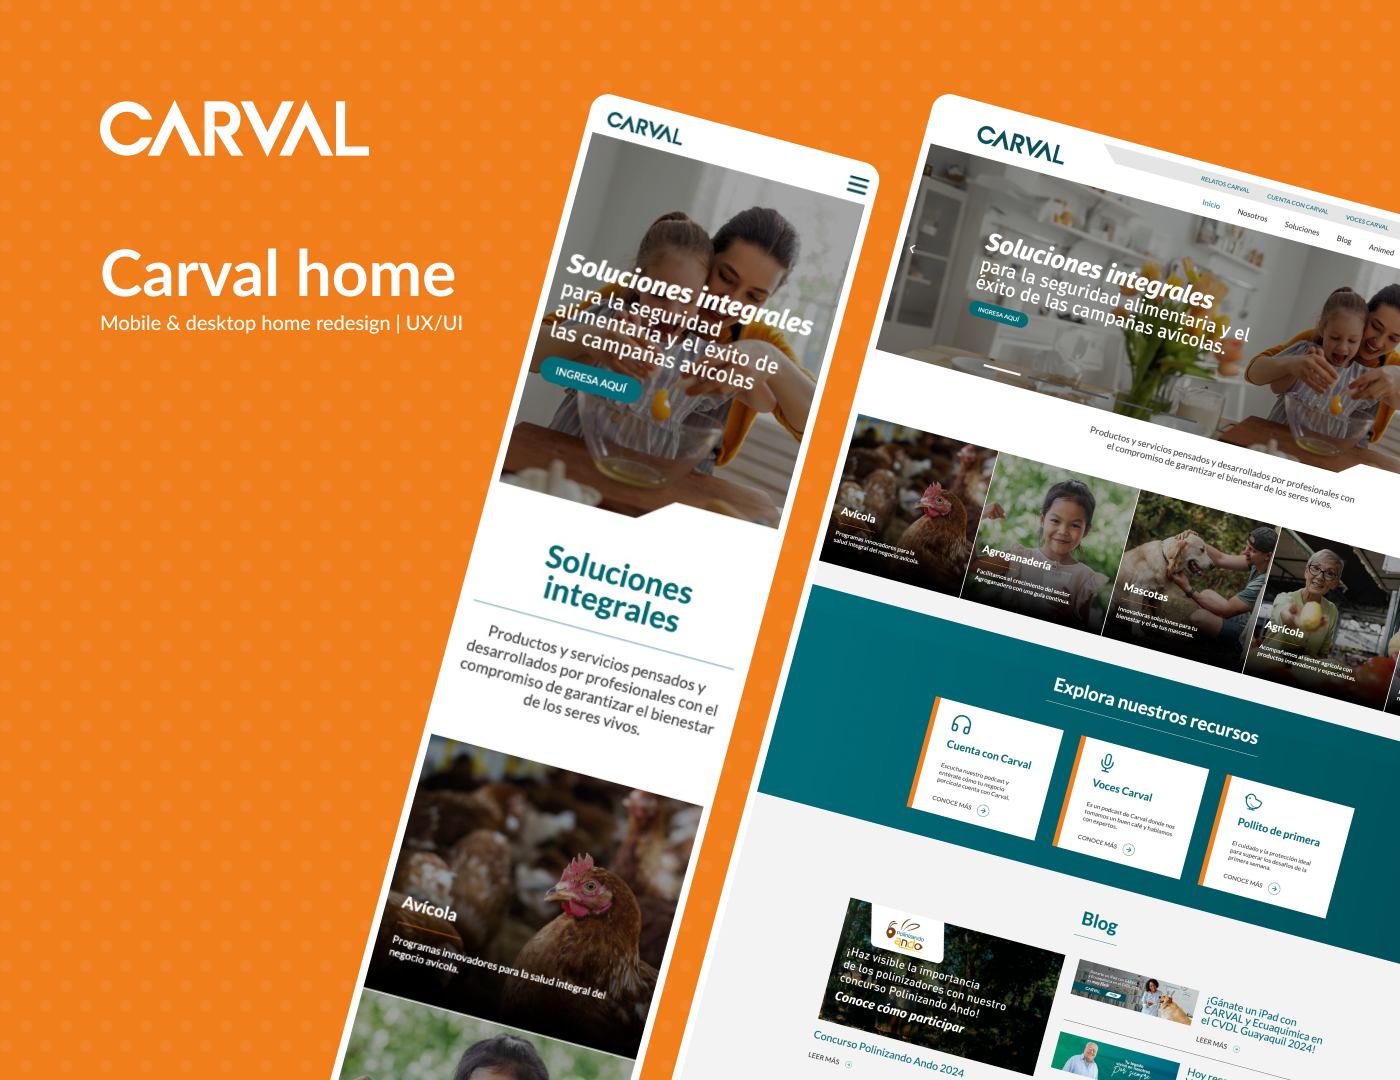 CARVAL
Carval home
Mobile & desktop home redesign | UX/UI
CARVAL
Soluciones integrales
para la seguridad
alimentaria y el éxito de
las campañas avícolas
INGRESA AQUÍ
Soluciones
integrales
Productos y servicios pensados y
desarrollados por profesionales con el
compromiso de garantizar el bienestar
de los seres vivos.
Avícola
Programas innovadores para la salud integral del
negocio avícola.
CARVAL
RELATOS CARVAL
CUENTA CON CARVAL
VOCES CARVAL
Inicio
Nosotros
Soluciones
Blog
Animed
Soluciones integrales
para la seguridad alimentaria y el
éxito de las campañas avícolas.
INGRESA AQUÍ
Productos y servicios pensados y desarrollados por profesionales con
el compromiso de garantizar el bienestar de los seres vivos.
Avícola
Programas innovadores para la
salud integral del negocio avícola.
Agroganadería
Facilitamos al crecimiento del sector
Agroganadero con una guía continua.
Mascotas
Innovadoras soluciones para tu
bienestar y el de tus mascotas.
Agrícola
Acompañamos al sector agrícola con
productos innovadores y especialistas.
Explora nuestros recursos
Cuenta con Carval
Escucha nuestro podcast y
entérate cómo tu negocio
porcícola cuenta con Carval.
CONOCE MÁS
Voces Carval
Es un podcast de Carval donde nos
tomamos un buen café y hablamos
con expertos.
CONOCE MÁS
Pollito de primera
El cuidado y la protección ideal
para superar los desafíos de la
primera semana.
CONOCE MÁS
Blog
Polinizando
ando
¡Haz visible la importancia
de los polinizadores con nuestro
concurso Polinizando Ando!
Conoce cómo participar
Concurso Polinizando Ando 2024
LEER MÁS
CARVAL
¡Gánate un iPad con
CARVAL y Ecuaquímica en
el CVDL Guayaquil 2024!
LEER MÁS
Tu legado
Por siempre